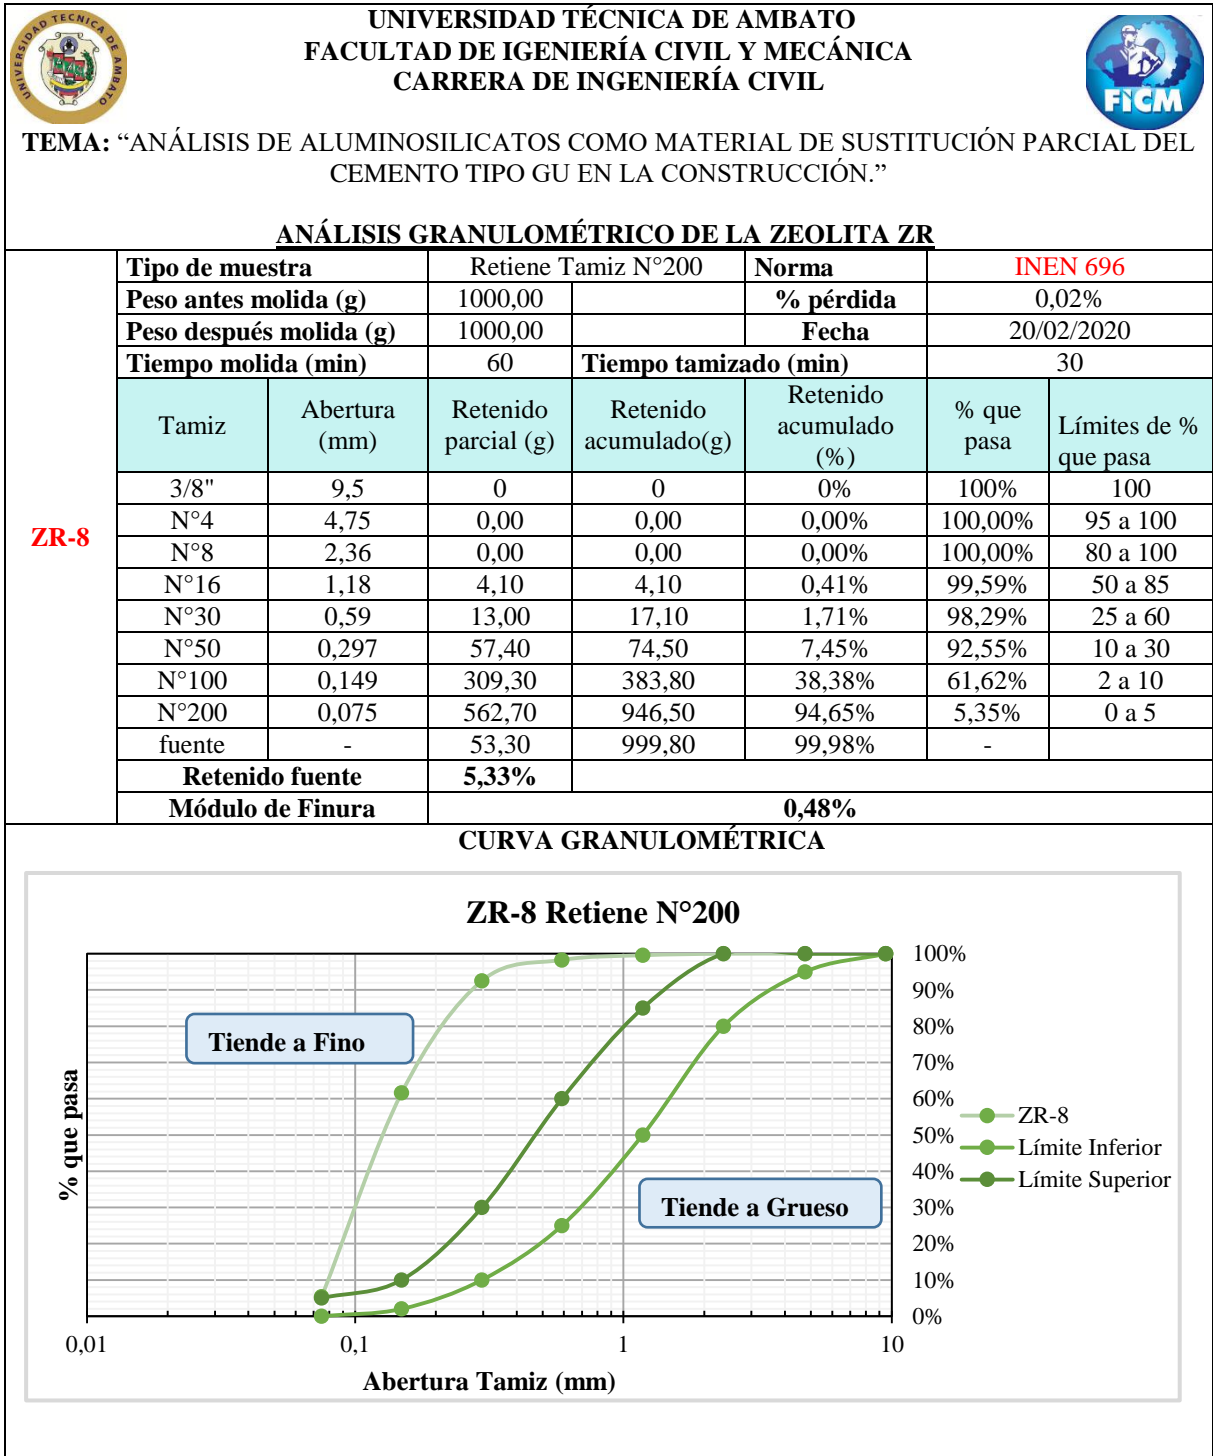 UNIVERSIDAD TÉCNICA DE AMBATO
FACULTAD DE IGENIERÍA CIVIL Y MECÁNICA
CARRERA DE INGENIERÍA CIVIL
UNIVERSIDAD TECNICA DE AMBATO
FICM
TEMA: “ANÁLISIS DE ALUMINOSILICATOS COMO MATERIAL DE SUSTITUCIÓN PARCIAL DEL
CEMENTO TIPO GU EN LA CONSTRUCCIÓN.”
ANÁLISIS GRANULOMÉTRICO DE LA ZEOLITA ZR
ZR-8
Tipo de muestra Retiene Tamiz N°200 Norma INEN 696
Peso antes molida (g) 1000,00 % pérdida 0,02%
Peso después molida (g) 1000,00 Fecha 20/02/2020
Tiempo molida (min) 60 Tiempo tamizado (min) 30
Tamiz Abertura (mm) Retenido parcial (g) Retenido acumulado(g) Retenido acumulado (%) % que pasa Límites de % que pasa
3/8" 9,5 0 0 0% 100% 100
N°4 4,75 0,00 0,00 0,00% 100,00% 95 a 100
N°8 2,36 0,00 0,00 0,00% 100,00% 80 a 100
N°16 1,18 4,10 4,10 0,41% 99,59% 50 a 85
N°30 0,59 13,00 17,10 1,71% 98,29% 25 a 60
N°50 0,297 57,40 74,50 7,45% 92,55% 10 a 30
N°100 0,149 309,30 383,80 38,38% 61,62% 2 a 10
N°200 0,075 562,70 946,50 94,65% 5,35% 0 a 5
fuente - 53,30 999,80 99,98% -
Retenido fuente 5,33%
Módulo de Finura 0,48%
CURVA GRANULOMÉTRICA
ZR-8 Retiene N°200
100%
90%
80%
70%
60%
50%
40%
30%
20%
10%
0%
Tiende a Fino
Tiende a Grueso
% que pasa
ZR-8
Límite Inferior
Límite Superior
0,01 0,1 1 10
Abertura Tamiz (mm)